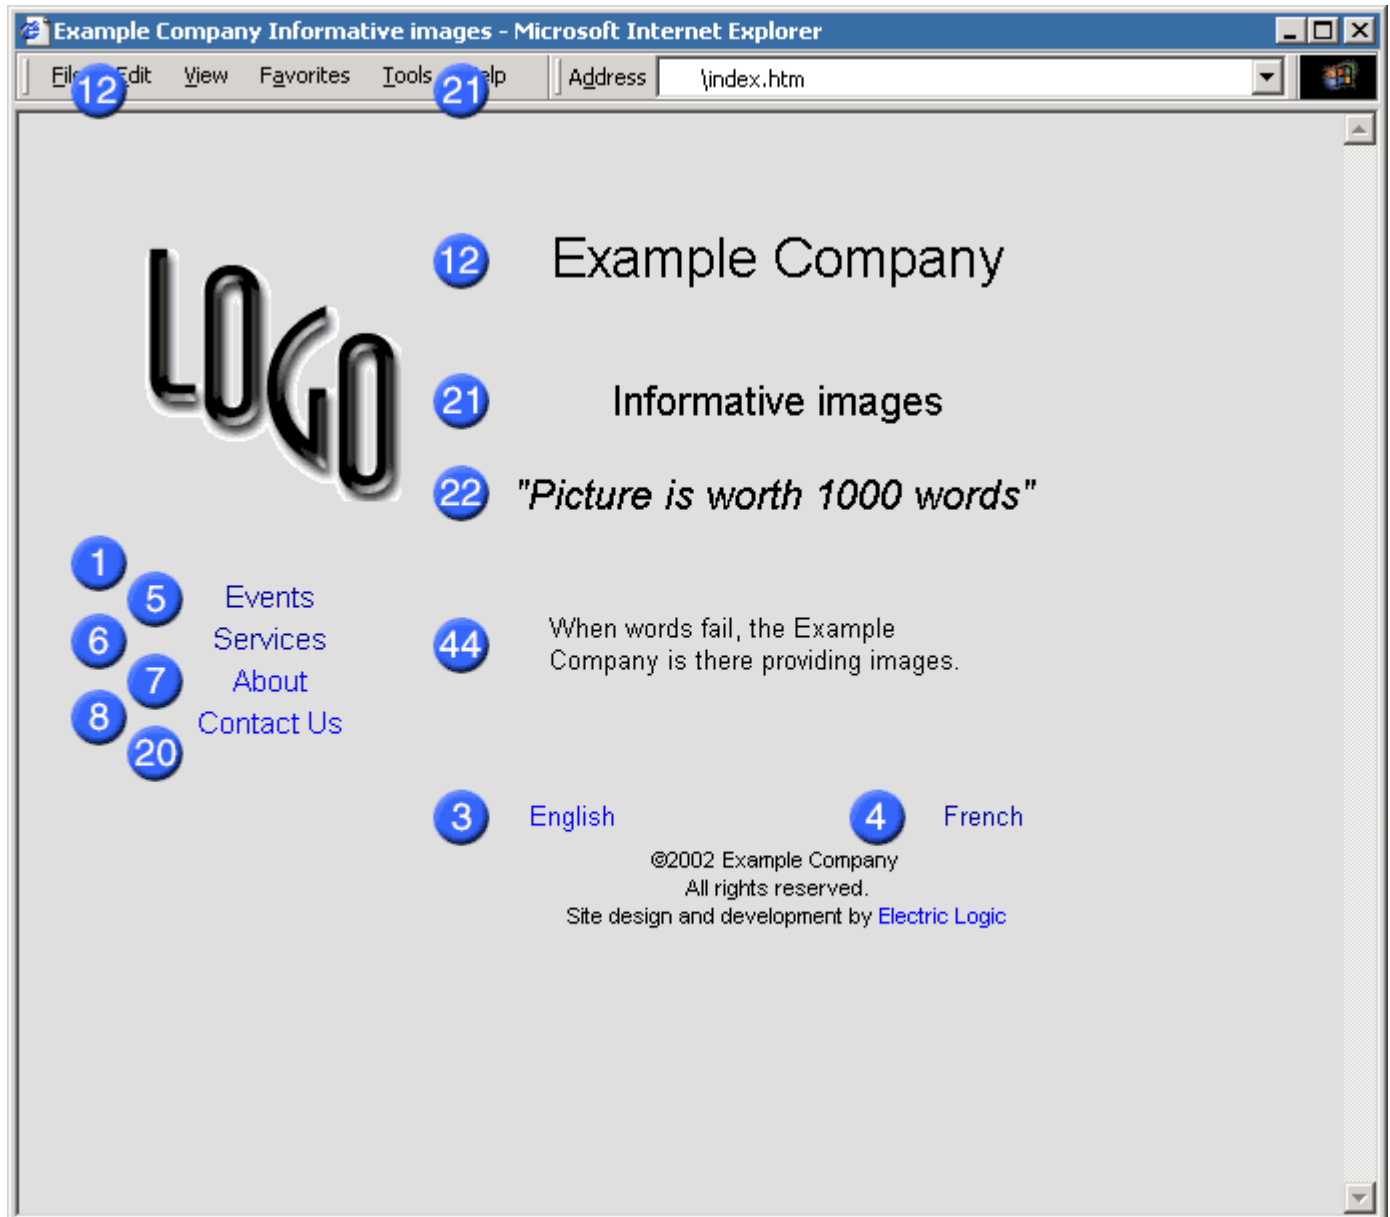 Example Company Informative images - Microsoft Internet Explorer
View Favorites Tools Address \index.htm
12 21
LOGO
12 Example Company
21 Informative images
22 "Picture is worth 1000 words"
1
5 Events
6 Services
7 About
8 Contact Us
20
44
When words fail, the Example
Company is there providing images.
3 English 4 French
©2002 Example Company
All rights reserved.
Site design and development by Electric Logic